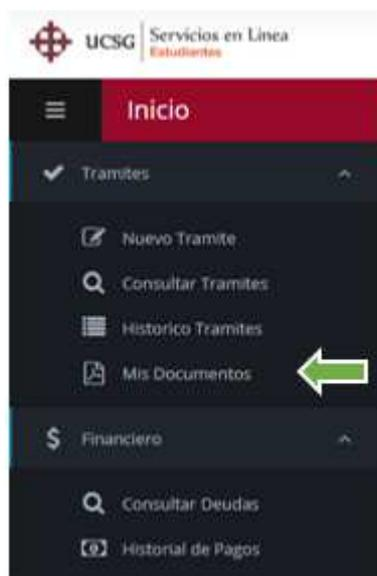 UCSG Servicios en Linea
Estudiantes
Inicio
Tramites
Nuevo Tramite
Consultar Tramites
Historico Tramites
Mis Documentos
Financiero
Consultar Deudas
Historial de Pagos